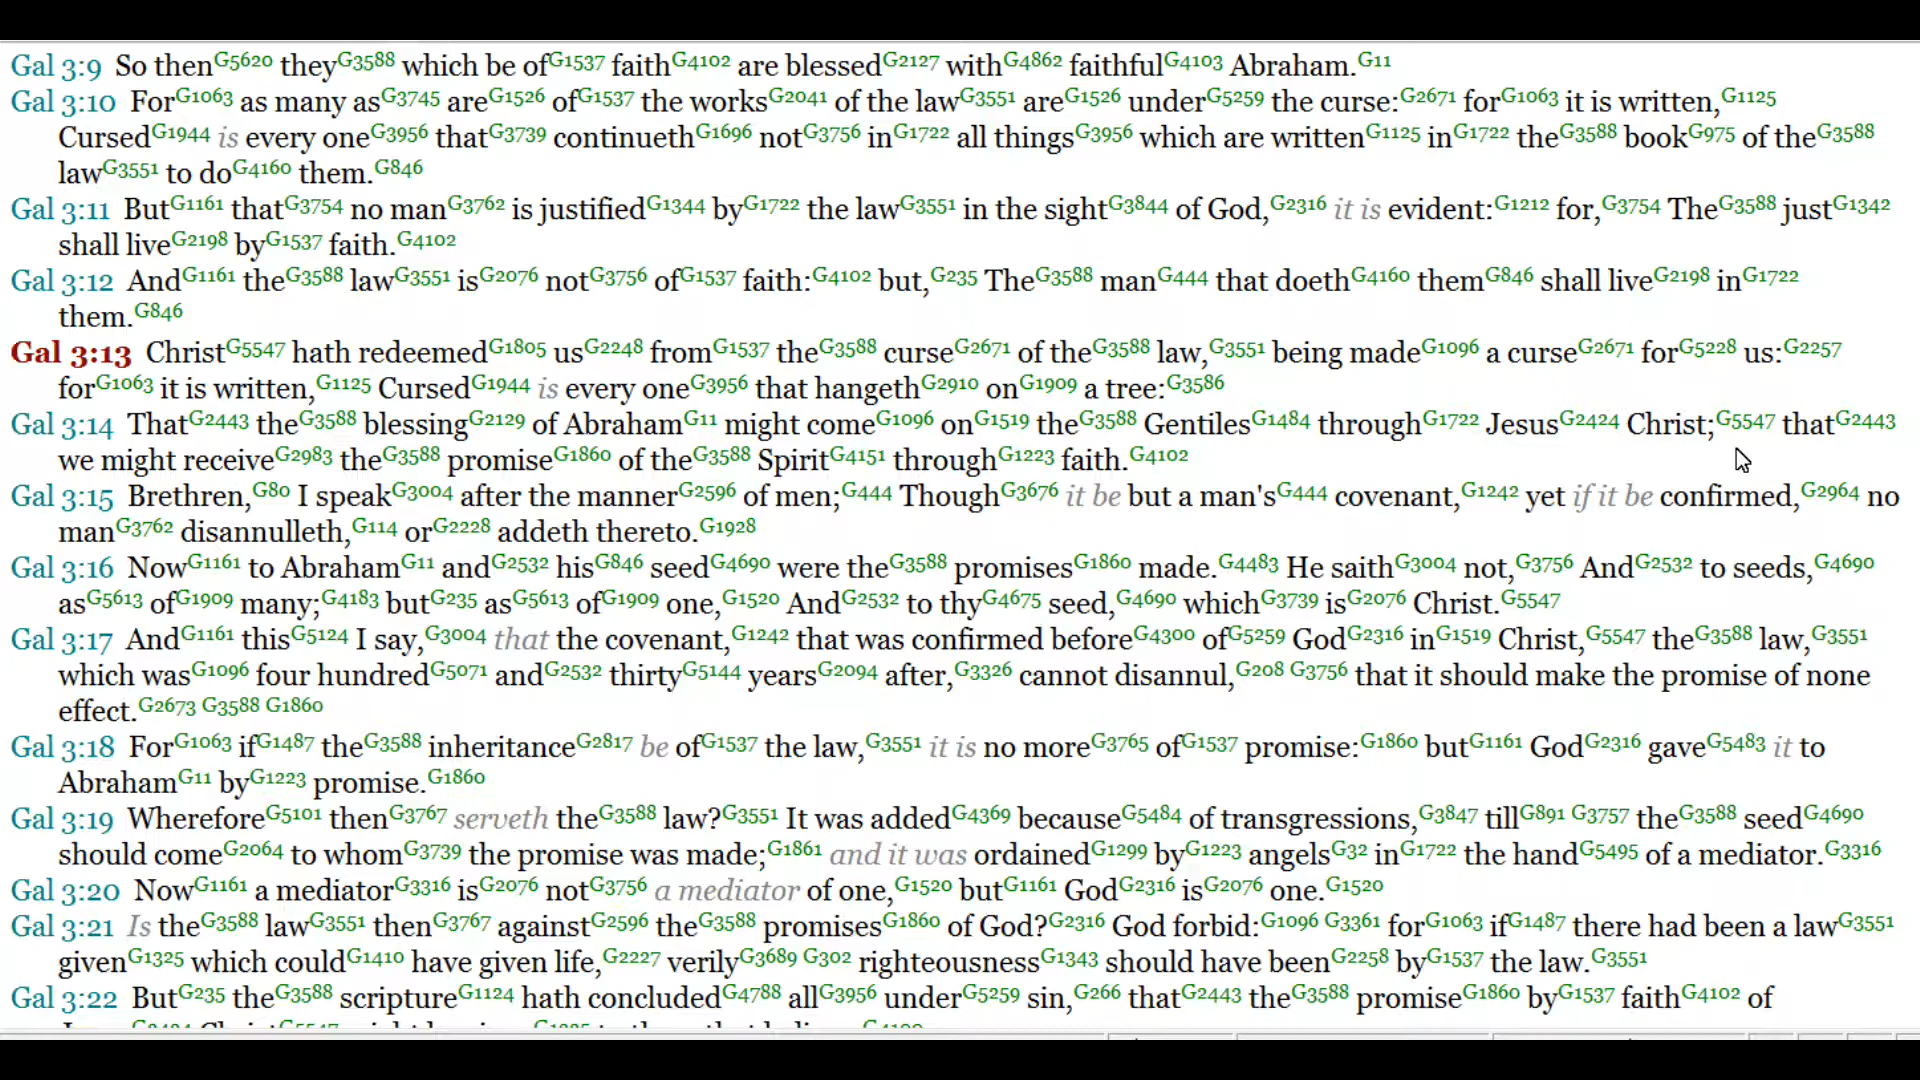 Gal 3:9 So thenG5620 theyG3588 which be ofG1537 faithG4102 are blessedG2127 withG4862 faithfulG4103 Abraham.G11
Gal 3:10 ForG1063 as many asG3745 areG1526 ofG1537 the worksG2041 of the lawG3551 areG1526 underG5259 the curse:G2671 forG1063 it is written,G1125
CursedG1944 is every oneG3956 thatG3739 continuethG1696 notG3756 inG1722 all thingsG3956 which are writtenG1125 inG1722 theG3588 bookG975 of theG3588
lawG3551 to doG4160 them.G846
Gal 3:11 ButG1161 thatG3754 no manG3762 is justifiedG1344 byG1722 the lawG3551 in the sightG3844 of God,G2316 it is evident:G1212 for,G3754 TheG3588 justG1342
shall liveG2198 byG1537 faith.G4102
Gal 3:12 AndG1161 theG3588 lawG3551 isG2076 notG3756 ofG1537 faith:G4102 but,G235 TheG3588 manG444 that doethG4160 themG846 shall liveG2198 inG1722
them.G846
Gal 3:13 ChristG5547 hath redeemedG1805 usG2248 fromG1537 theG3588 curseG2671 of theG3588 law,G3551 being madeG1096 a curseG2671 forG5228 us:G2257
forG1063 it is written,G1125 CursedG1944 is every oneG3956 that hangethG2910 onG1909 a tree:G3586
Gal 3:14 ThatG2443 theG3588 blessingG2129 of AbrahamG11 might comeG1096 onG1519 theG3588 GentilesG1484 throughG1722 JesusG2424 Christ;G5547 thatG2443
we might receiveG2983 theG3588 promiseG1860 of theG3588 SpiritG4151 throughG1223 faith.G4102
Gal 3:15 Brethren,G80 I speakG3004 after the mannerG2596 of men;G444 ThoughG3676 it be but a man'sG444 covenant,G1242 yet if it be confirmed,G2964 no
manG3762 disannulleth,G114 orG2228 addeth thereto.G1928
Gal 3:16 NowG1161 to AbrahamG11 andG2532 hisG846 seedG4690 were theG3588 promisesG1860 made.G4483 He saithG3004 not,G3756 AndG2532 to seeds,G4690
asG5613 ofG1909 many;G4183 butG235 asG5613 ofG1909 one,G1520 AndG2532 to thyG4675 seed,G4690 whichG3739 isG2076 Christ.G5547
Gal 3:17 AndG1161 thisG5124 I say,G3004 that the covenant,G1242 that was confirmed beforeG4300 ofG5259 GodG2316 inG1519 Christ,G5547 theG3588 law,G3551
which wasG1096 four hundredG5071 andG2532 thirtyG5144 yearsG2094 after,G3326 cannot disannul,G208 G3756 that it should make the promise of none
effect.G2673 G3588 G1860
Gal 3:18 ForG1063 ifG1487 theG3588 inheritanceG2817 be ofG1537 the law,G3551 it is no moreG3765 ofG1537 promise:G1860 butG1161 GodG2316 gaveG5483 it to
AbrahamG11 byG1223 promise.G1860
Gal 3:19 WhereforeG5101 thenG3767 serveth theG3588 law?G3551 It was addedG4369 becauseG5484 of transgressions,G3847 tillG891 G3757 theG3588 seedG4690
should comeG2064 to whomG3739 the promise was made;G1861 and it was ordainedG1299 byG1223 angelsG32 inG1722 the handG5495 of a mediator.G3316
Gal 3:20 NowG1161 a mediatorG3316 isG2076 notG3756 a mediator of one,G1520 butG1161 GodG2316 isG2076 one.G1520
Gal 3:21 Is theG3588 lawG3551 thenG3767 againstG2596 theG3588 promisesG1860 of God?G2316 God forbid:G1096 G3361 forG1063 ifG1487 there had been a lawG3551
givenG1325 which couldG1410 have given life,G2227 verilyG3689 G302 righteousnessG1343 should have beenG2258 byG1537 the law.G3551
Gal 3:22 ButG235 theG3588 scriptureG1124 hath concludedG4788 allG3956 underG5259 sin,G266 thatG2443 theG3588 promiseG1860 byG1537 faithG4102 of